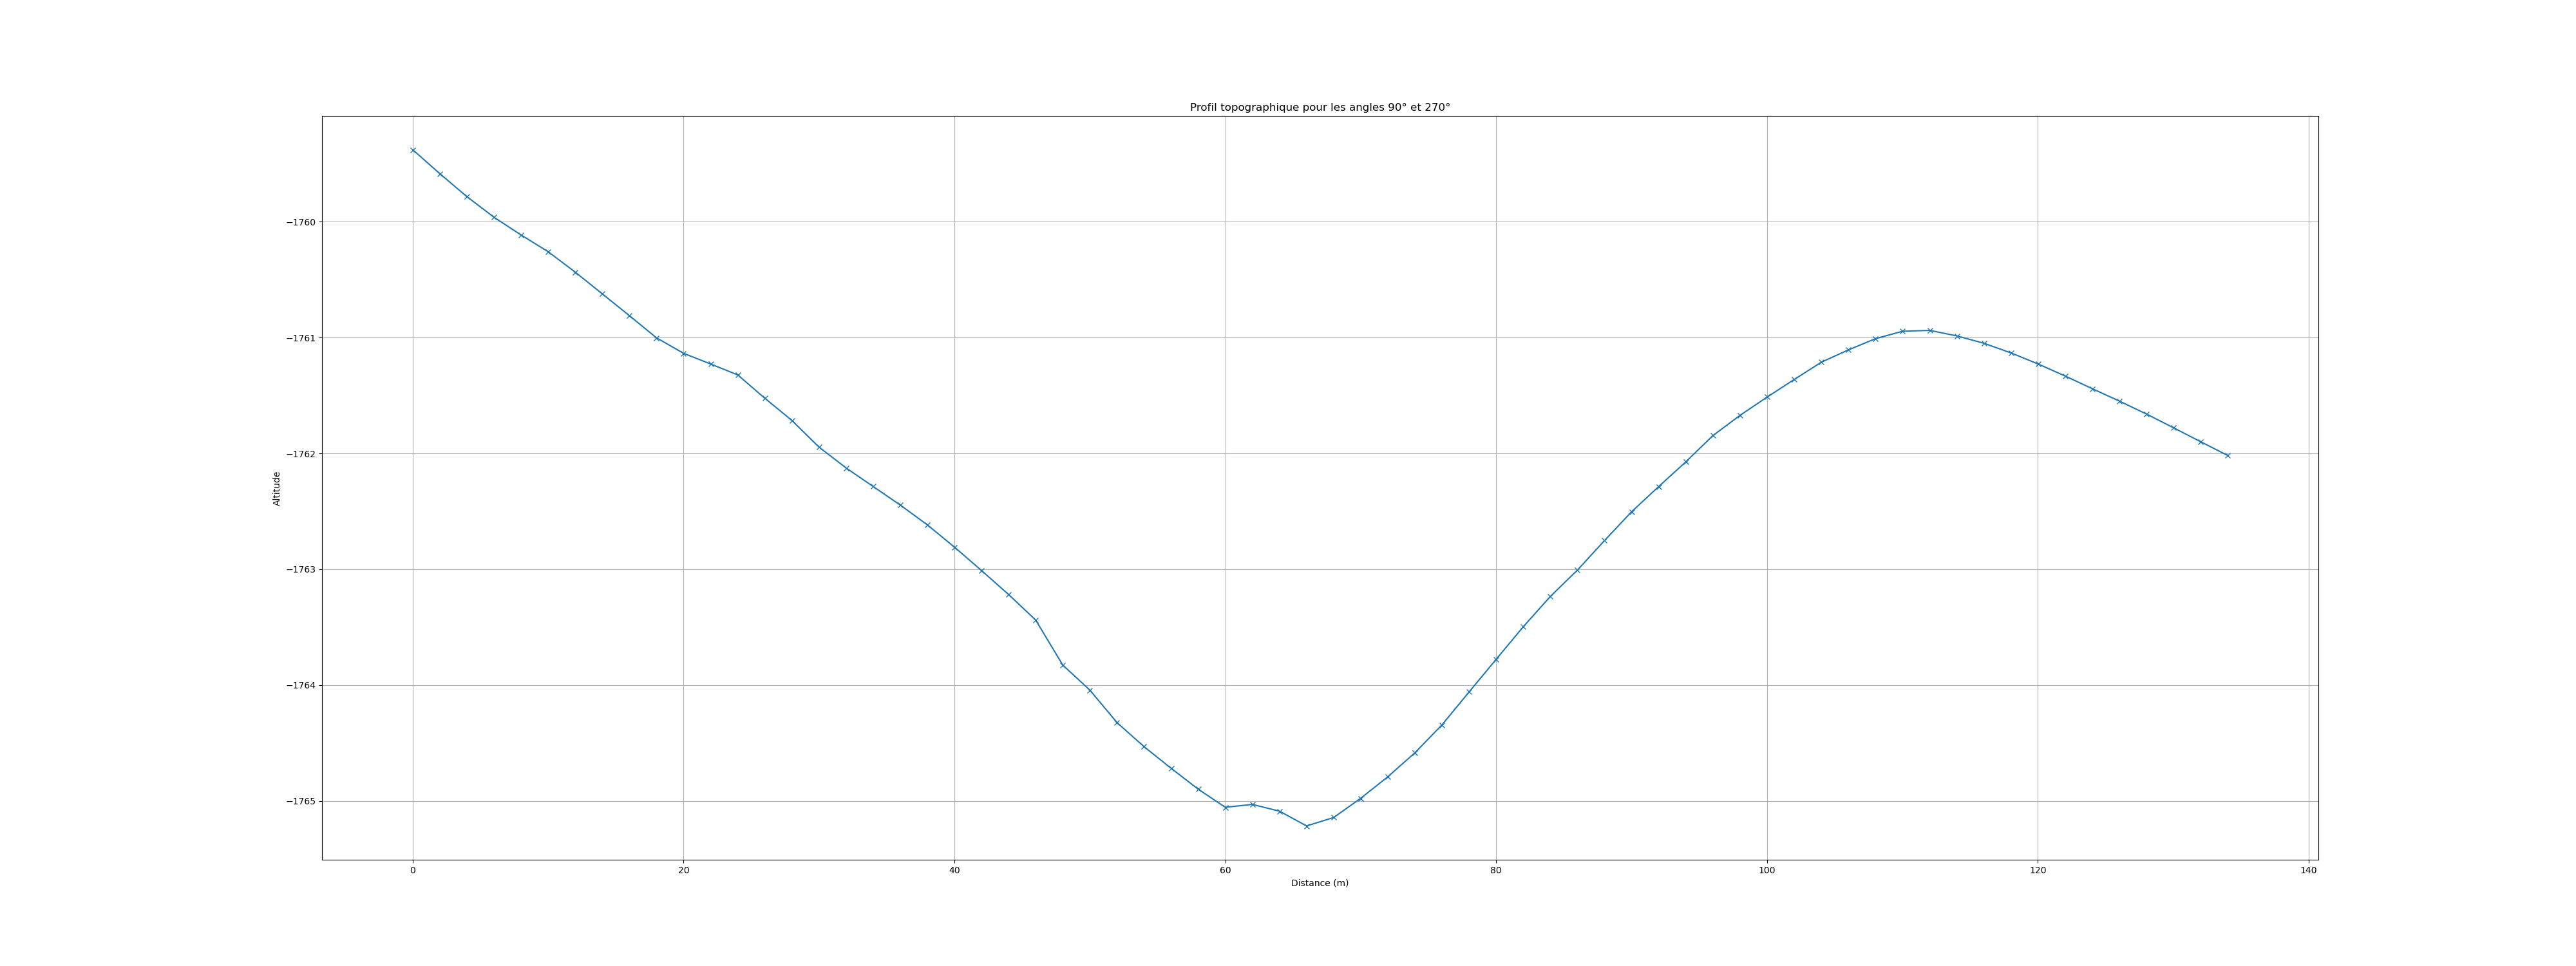 Profil topographique pour les angles 90° et 270°
−1760
−1761
−1762
−1763
−1764
−1765
Altitude
0 20 40 60 80 100 120 140
Distance (m)